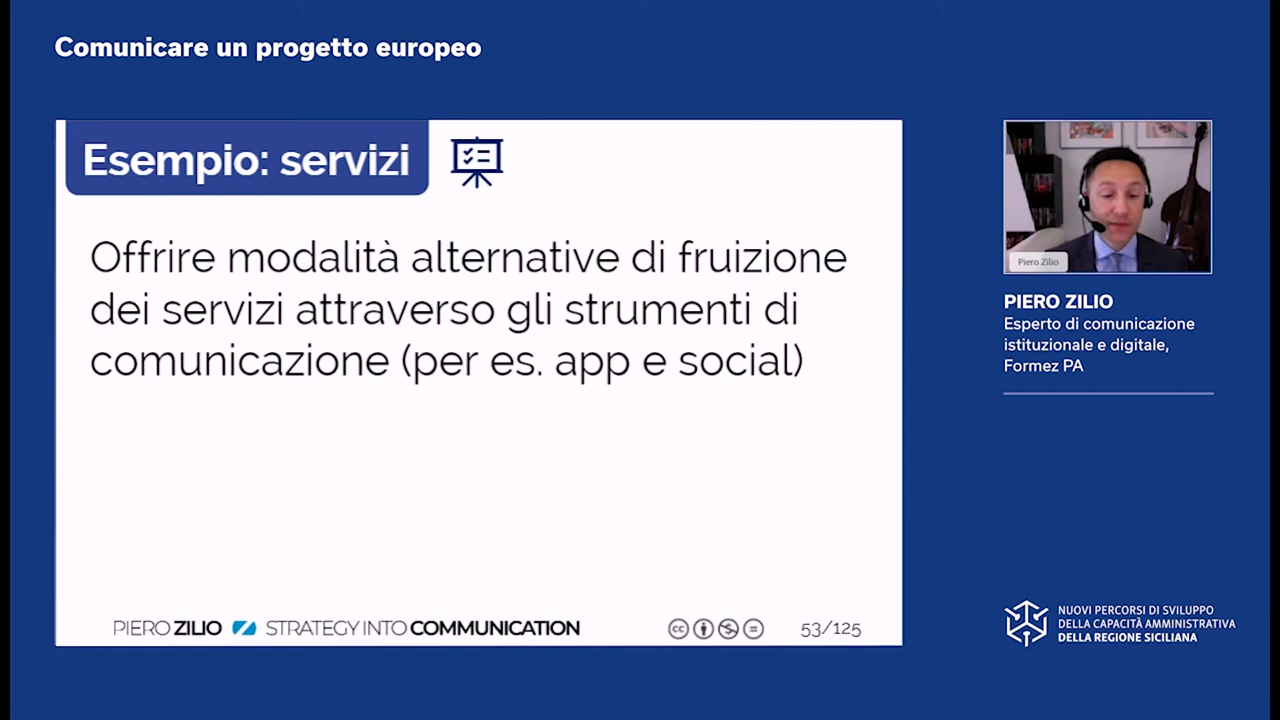 Comunicare un progetto europeo
Esempio: servizi
Offrire modalità alternative di fruizione
dei servizi attraverso gli strumenti di
comunicazione (per es. app e social)
PIERO ZILIO STRATEGY INTO COMMUNICATION
cc
53/125
Piero Zilio
PIERO ZILIO
Esperto di comunicazione
istituzionale e digitale,
Formez PA
NUOVI PERCORSI DI SVILUPPO
DELLA CAPACITÀ AMMINISTRATIVA
DELLA REGIONE SICILIANA